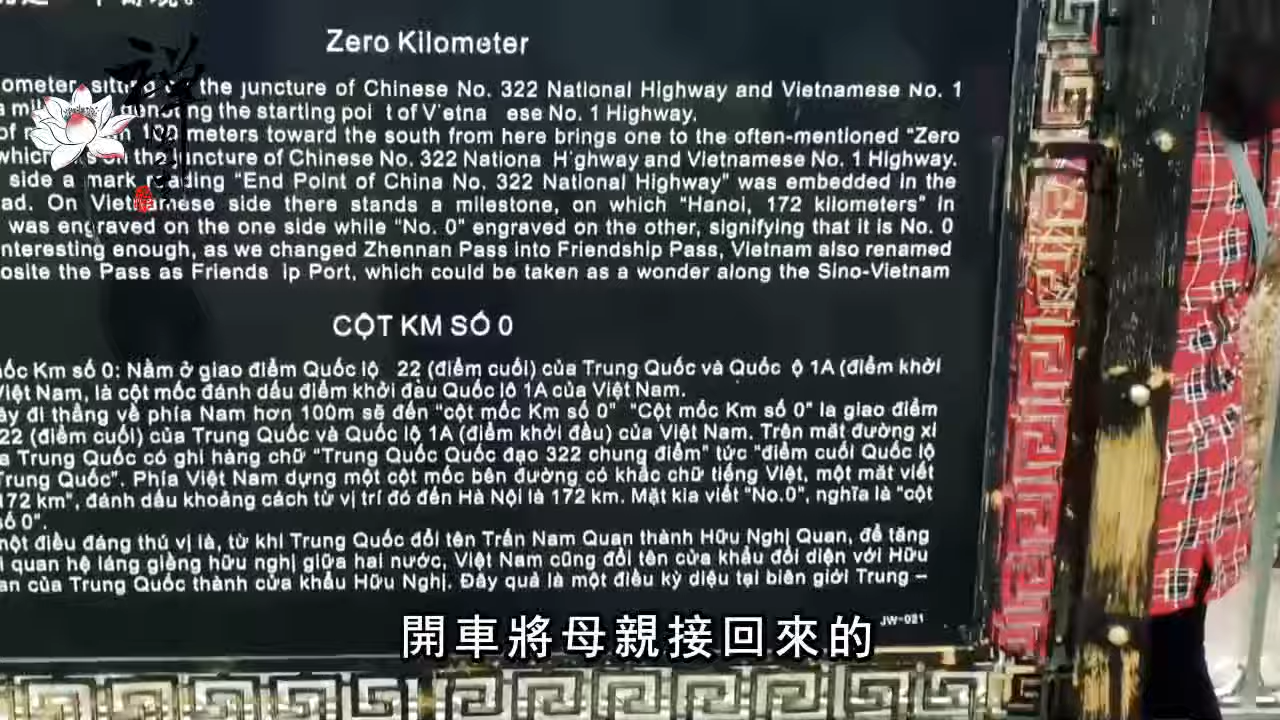 Zero Kilometer
ometer, sitting on the juncture of Chinese No. 322 National Highway and Vietnamese No. 1
the starting poi t of V etna ese No. 1 Highway.
meters toward the south from here brings one to the often-mentioned “Zero
juncture of Chinese No. 322 Nationa H ghway and Vietnamese No. 1 Highway.
side a mark reading “End Point of China No. 322 National Highway” was embedded in the
ad. On Vietnamese side there stands a milestone, on which “Hanoi, 172 kilometers” in
was engraved on the one side while “No. 0” engraved on the other, signifying that it is No. 0
nteresting enough, as we changed Zhennan Pass into Friendship Pass, Vietnam also renamed
osite the Pass as Friends ip Port, which could be taken as a wonder along the Sino-Vietnam
CỘT KM SỐ 0
ốc Km số 0: Nằm ở giao điểm Quốc lộ 22 (điểm cuối) của Trung Quốc và Quốc ộ 1A (điểm khởi
Việt Nam, là cột mốc đánh dấu điểm khởi đầu Quốc lộ 1A của Việt Nam.
ây đi thẳng về phía Nam hơn 100m sẽ đến “cột mốc Km số 0” “Cột mốc Km số 0” là giao điểm
22 (điểm cuối) của Trung Quốc và Quốc lộ 1A (điểm khởi đầu) của Việt Nam. Trên mặt đường xi
a Trung Quốc có ghi hàng chữ “Trung Quốc Quốc đạo 322 chung điểm” tức “điểm cuối Quốc lộ
Trung Quốc”. Phía Việt Nam dựng một cột mốc bên đường có khắc chữ tiếng Việt, một mặt viết
172 km”, đánh dấu khoảng cách từ vị trí đó đến Hà Nội là 172 km. Mặt kia viết “No.0”, nghĩa là “cột
số 0”.
một điều đáng thú vị là, từ khi Trung Quốc đổi tên Trấn Nam Quan thành Hữu Nghị Quan, để tăng
i quan hệ láng giềng hữu nghị giữa hai nước, Việt Nam cũng đổi tên cửa khẩu đối diện với Hữu
an của Trung Quốc thành cửa khẩu Hữu Nghị. Đây quả là một điều kỳ diệu tại biên giới Trung –
JW-021
開車將母親接回來的